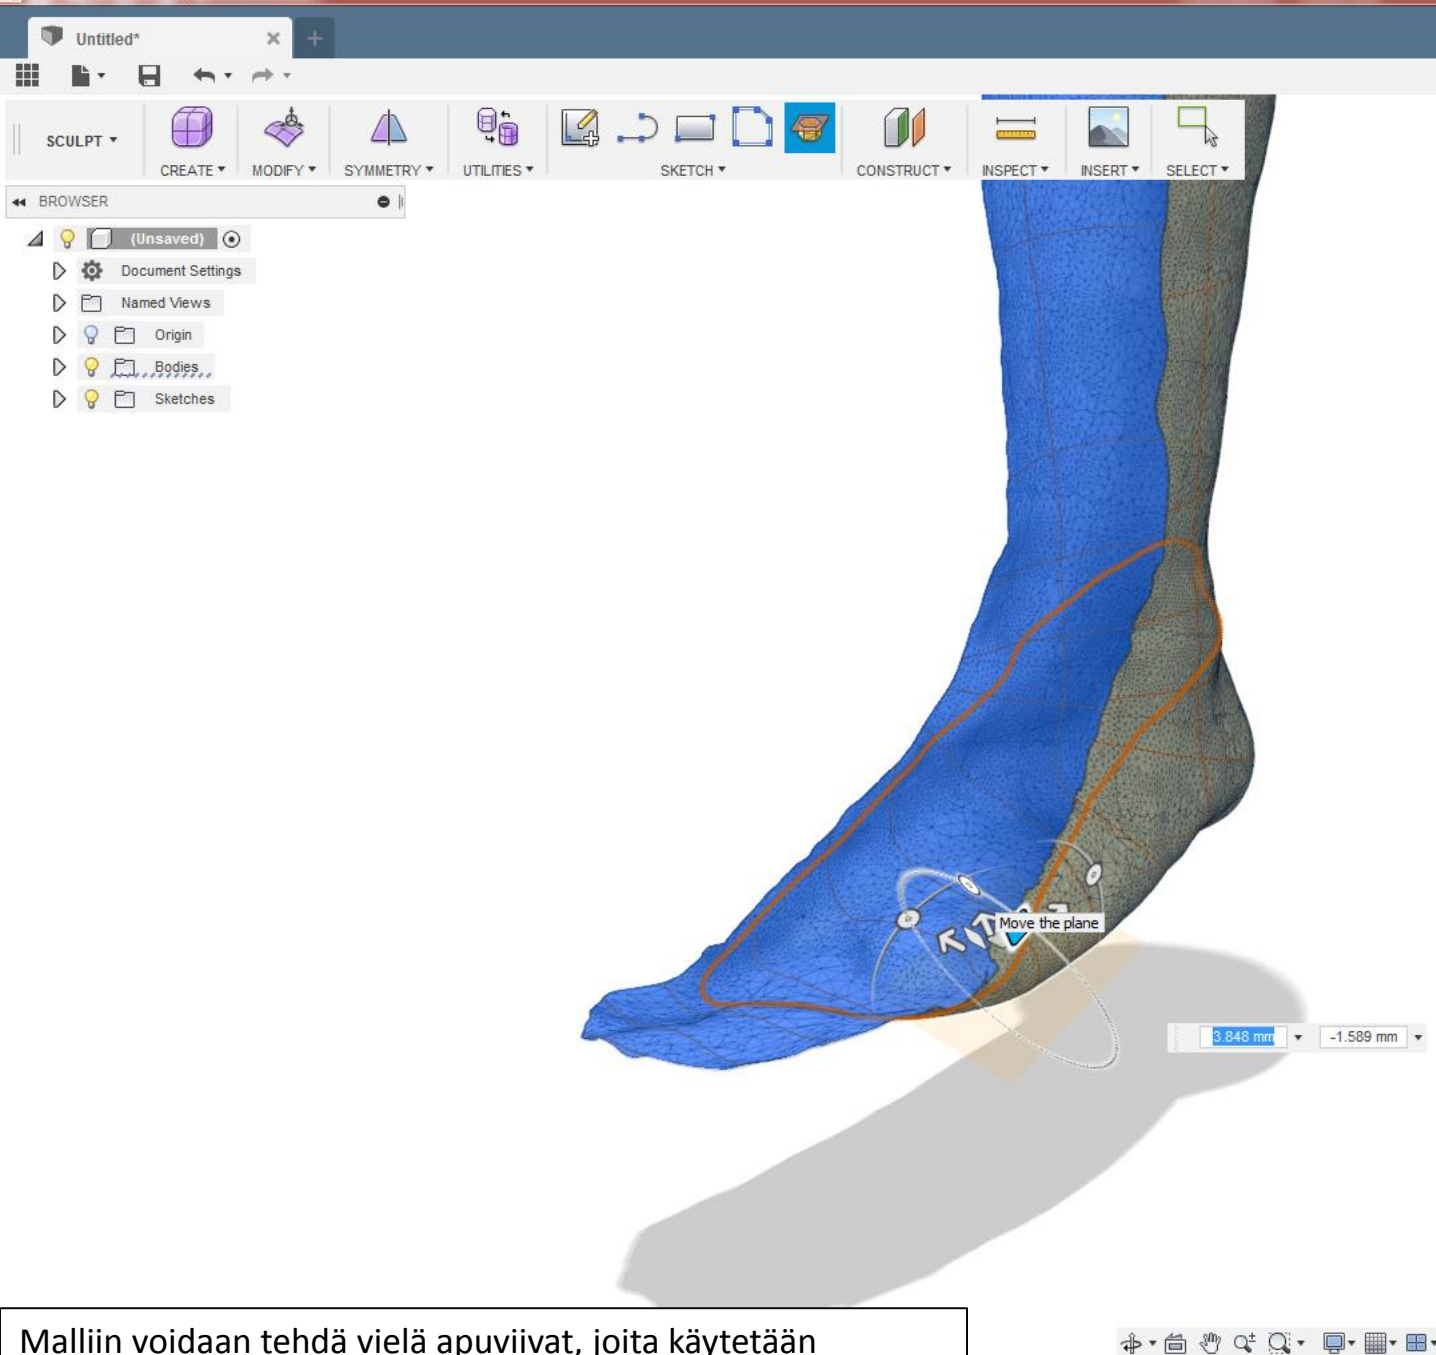 Untitled*
SCULPT
CREATE
MODIFY
SYMMETRY
UTILITIES
SKETCH
CONSTRUCT
INSPECT
INSERT
SELECT
BROWSER
(Unsaved)
Document Settings
Named Views
Origin
Bodies
Sketches
Move the plane
3.848 mm
-1.589 mm
Malliin voidaan tehdä vielä apuviivat, joita käytetään